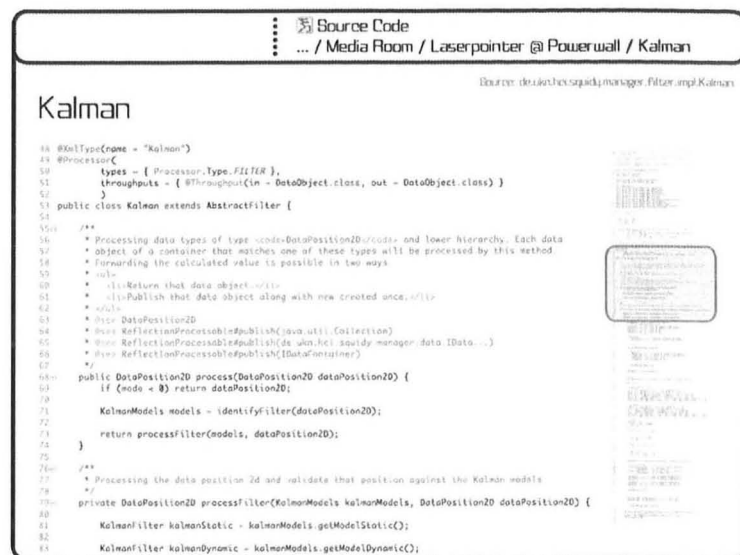 Source Code
... / Media Room / Laserpointer @ Powerwall / Kalman
Source: de.ukn.hci.squidy.manager.filter.impl.Kalman
Kalman
48 @XmlType(name = "Kalman")
49 @Processor(
50 types = { Processor.Type.FILTER },
51 throughputs = { @Throughput(in = DataObject.class, out = DataObject.class) }
52 )
53 public class Kalman extends AbstractFilter {
54
55 /**
56 * Processing data types of type <code>DataPosition2D</code> and lower hierarchy. Each data
57 * object of a container that matches one of these types will be processed by this method.
58 * Forwarding the calculated value is possible in two ways
59 * <ul>
60 * <li>Return that data object.</li>
61 * <li>Publish that data object along with new created once.</li>
62 * </ul>
63 * @see DataPosition2D
64 * @see ReflectionProcessable#publish(java.util.Collection)
65 * @see ReflectionProcessable#publish(de.ukn.hci.squidy.manager.data.IData...)
66 * @see ReflectionProcessable#publish(IDataContainer)
67 */
68 public DataPosition2D process(DataPosition2D dataPosition2D) {
69 if (mode < 0) return dataPosition2D;
70
71 KalmanModels models = identifyFilter(dataPosition2D);
72
73 return processFilter(models, dataPosition2D);
74 }
75
76 /**
77 * Processing the data position 2d and validate that position against the Kalman models
78 */
79 private DataPosition2D processFilter(KalmanModels kalmanModels, DataPosition2D dataPosition2D) {
80
81 KalmanFilter kalmanStatic = kalmanModels.getModelStatic();
82
83 KalmanFilter kalmanDynamic = kalmanModels.getModelDynamic();